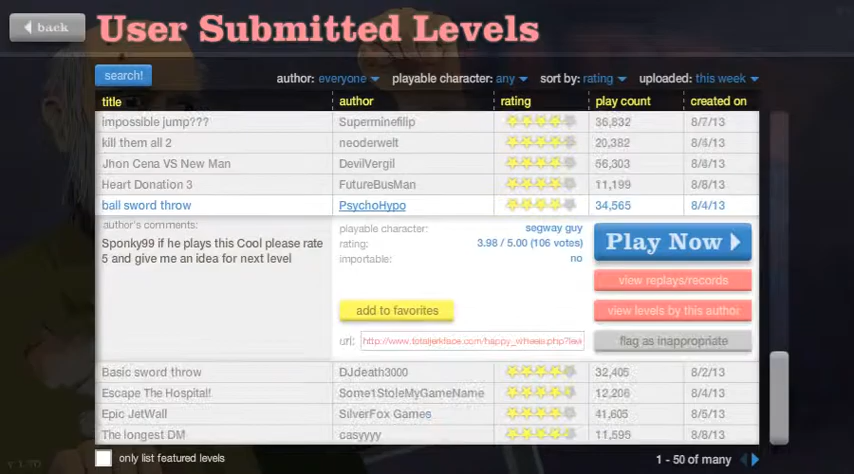 back
User Submitted Levels
search!
author: everyone playable character: any sort by: rating uploaded: this week
title author rating play count created on
impossible jump??? Superminefilip 36,832 8/7/13
kill them all 2 neoderwelt 20,382 8/4/13
Jhon Cena VS New Man DevilVergil 56,303 8/4/13
Heart Donation 3 FutureBusMan 11,199 8/8/13
ball sword throw PsychoHypo 34,565 8/4/13
author's comments:
Sponky99 if he plays this Cool please rate
5 and give me an idea for next level
playable character: segway guy
rating: 3.98 / 5.00 (106 votes)
importable: no
add to favorites
url: http://www.totaljerkface.com/happy_wheels.php?lev
Play Now
view replays/records
view levels by this author
flag as inappropriate
Basic sword throw DJdeath3000 32,405 8/2/13
Escape The Hospital! Some1StoleMyGameName 12,206 8/4/13
Epic JetWall SilverFox Games 41,605 8/5/13
The longest DM casyyyy 11,595 8/8/13
only list featured levels
1 - 50 of many